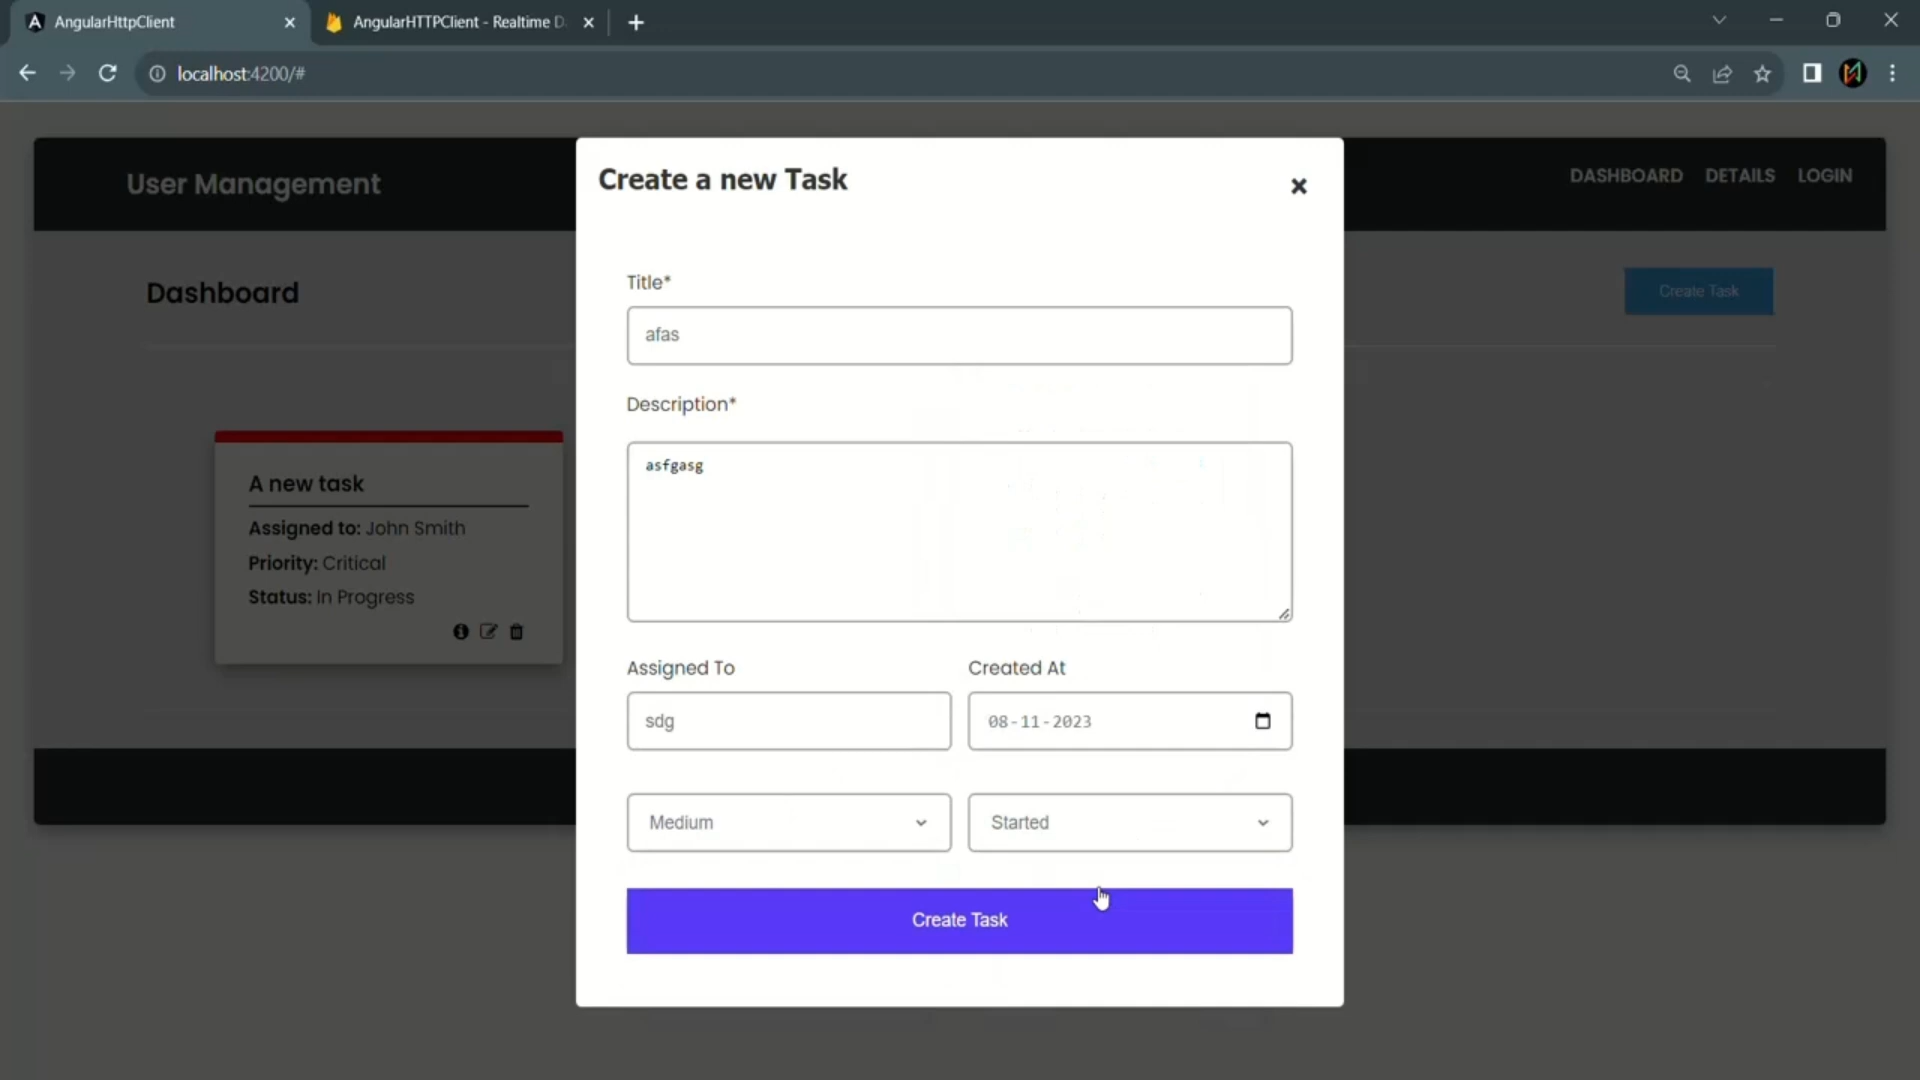 AngularHttpClient
AngularHTTPClient - Realtime D
localhost:4200/#
User Management
DASHBOARD DETAILS LOGIN
Dashboard
Create Task
A new task
Assigned to: John Smith
Priority: Critical
Status: In Progress
Create a new Task
Title*
afas
Description*
asfgasg
Assigned To
Created At
sdg
08-11-2023
Medium
Started
Create Task